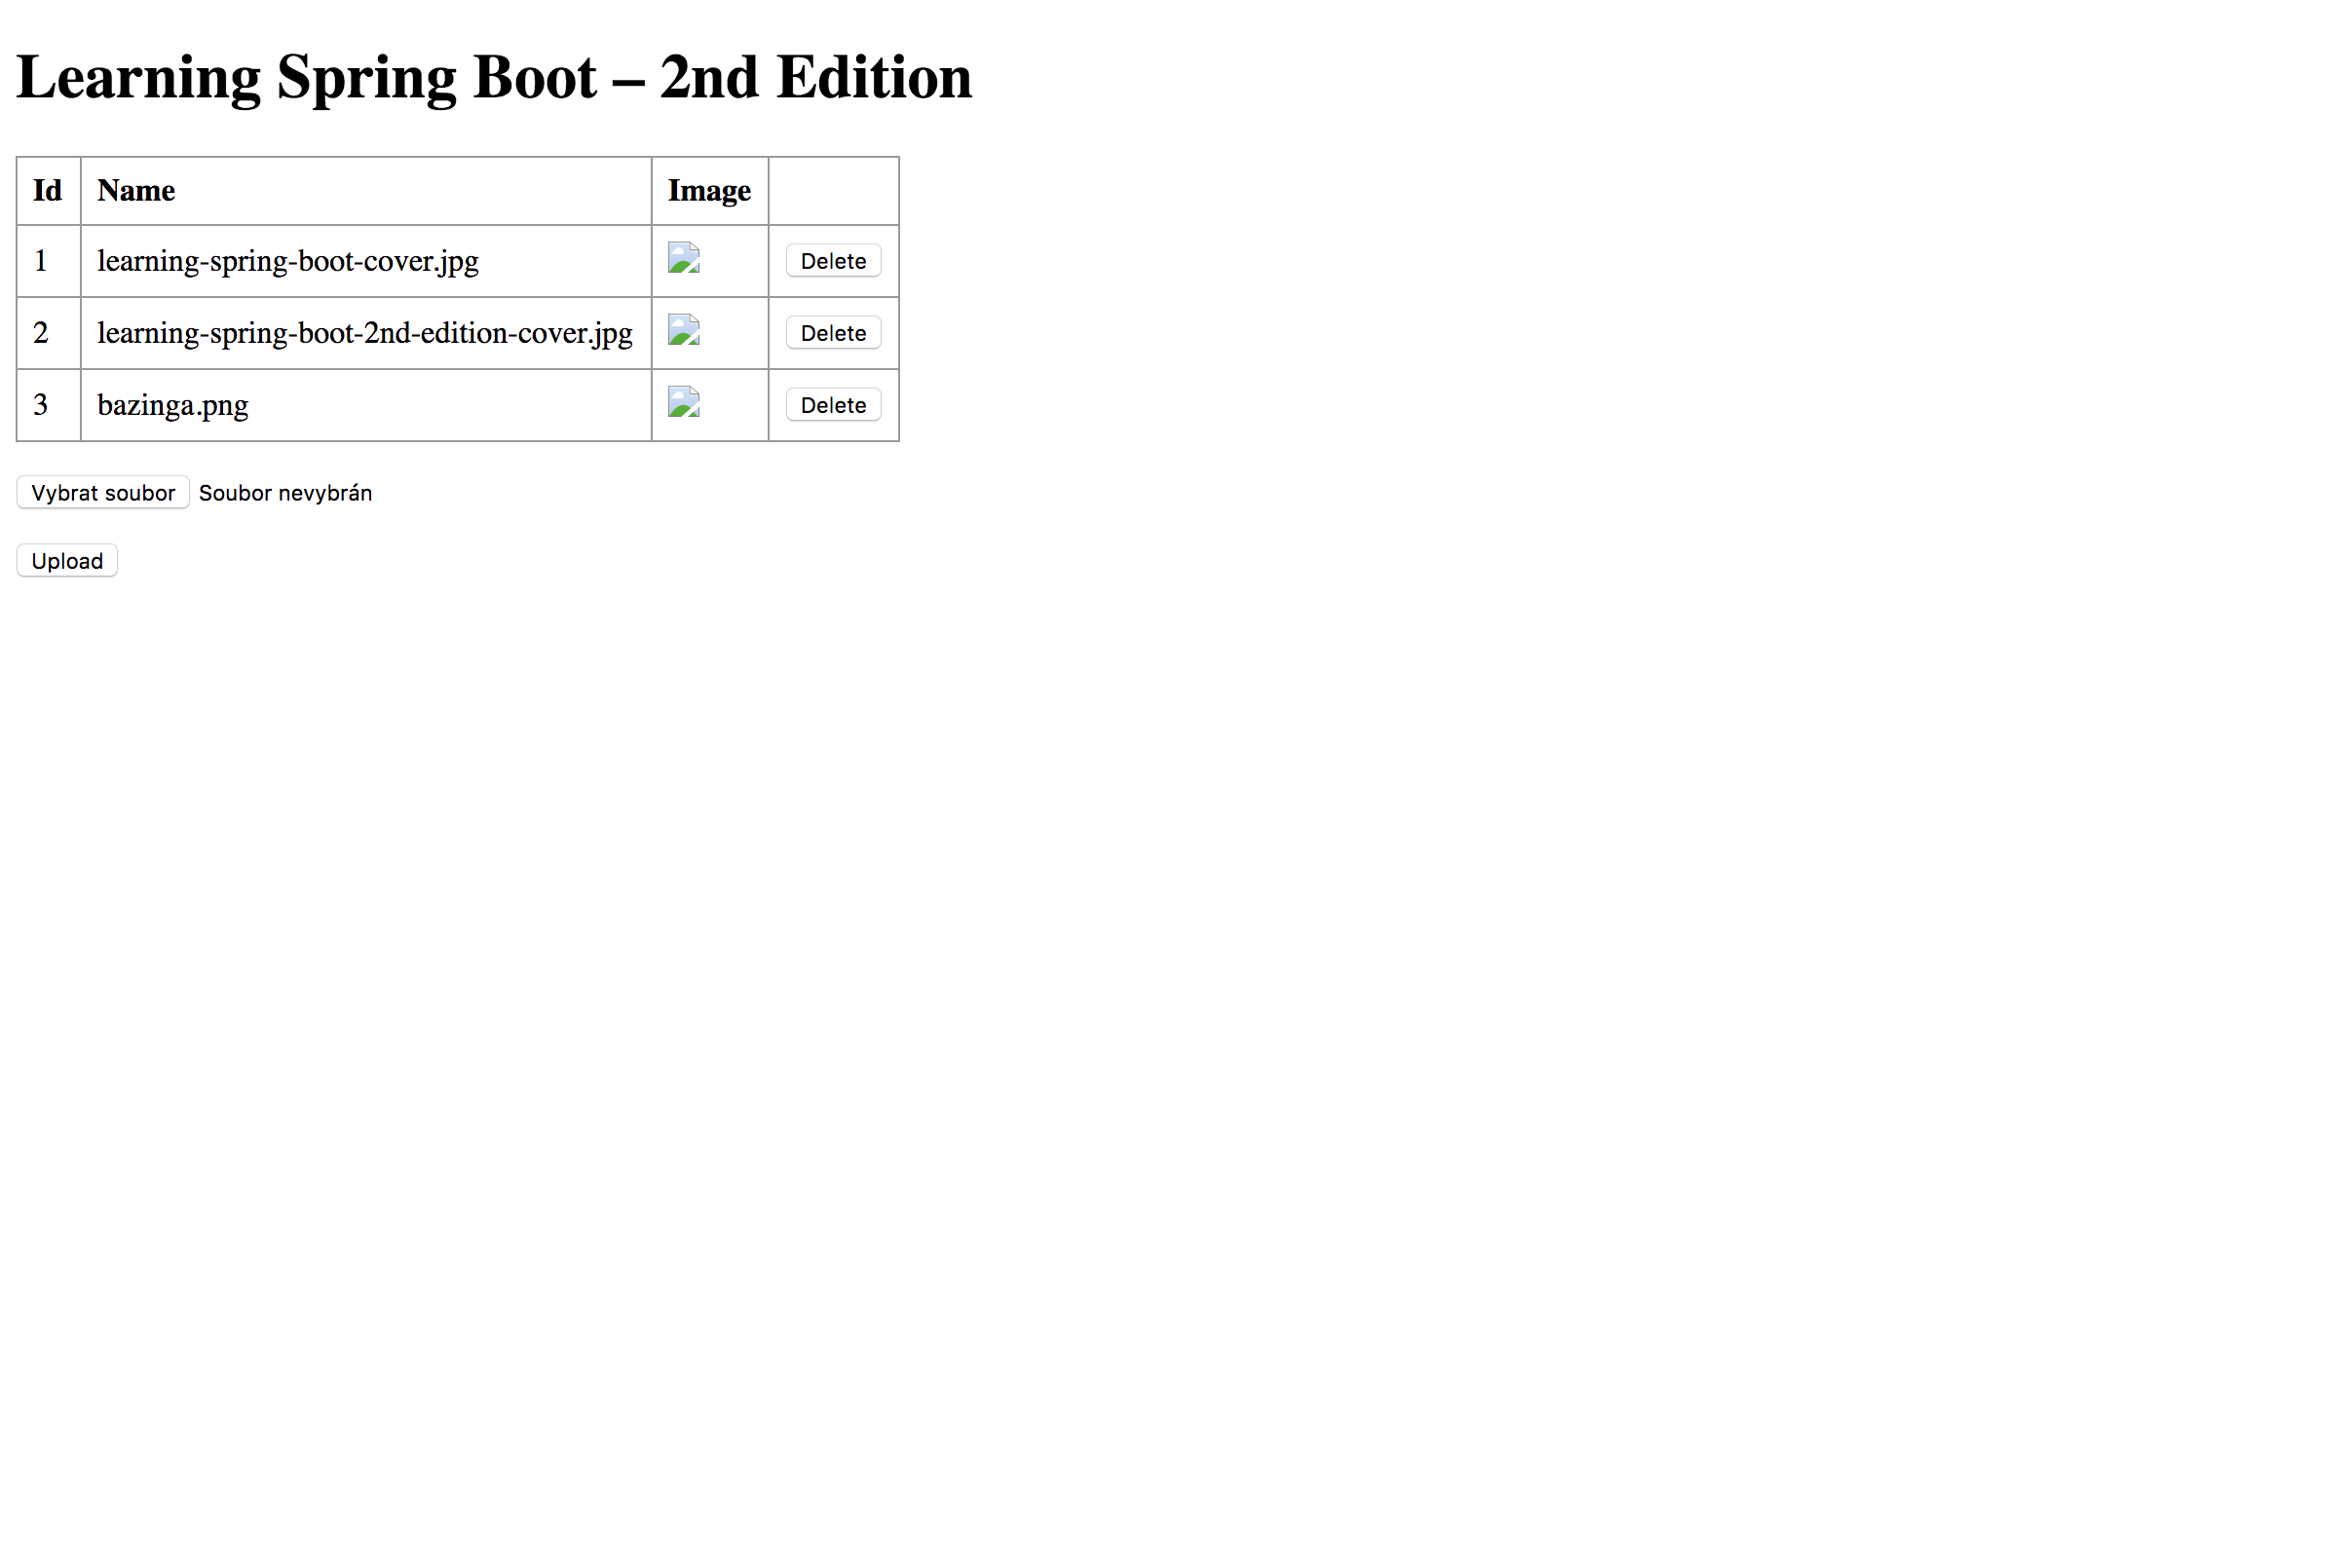 Learning Spring Boot – 2nd Edition
Id Name Image
1 learning-spring-boot-cover.jpg Delete
2 learning-spring-boot-2nd-edition-cover.jpg Delete
3 bazinga.png Delete
Vybrat soubor Soubor nevybrán
Upload